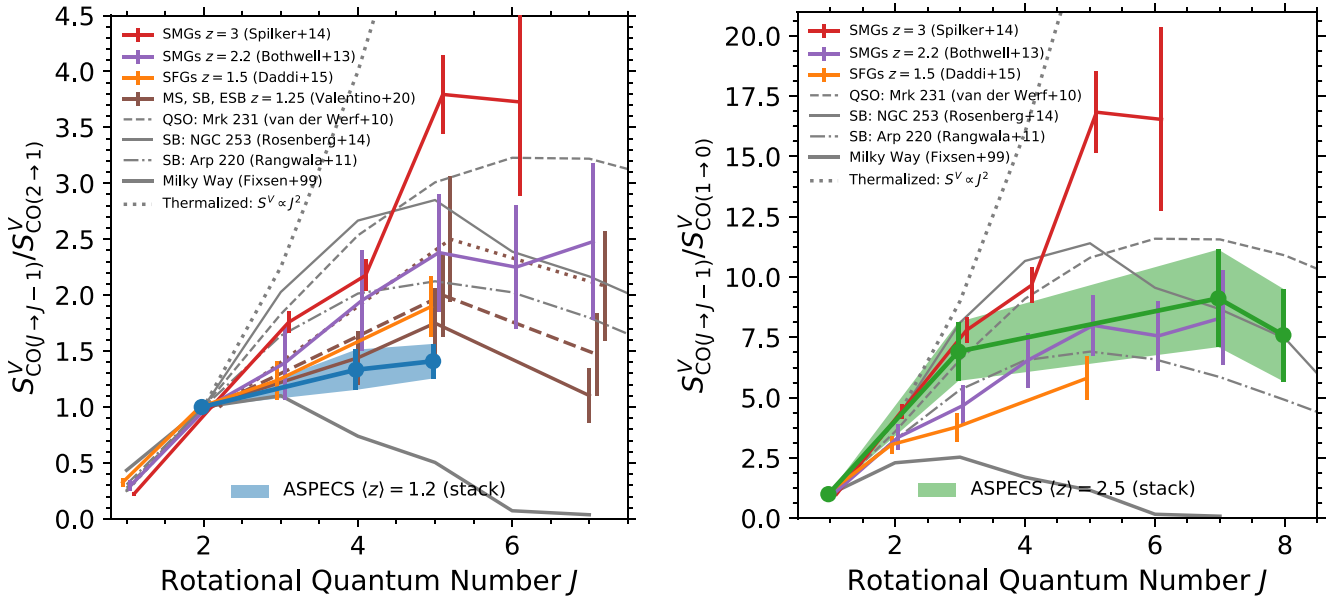 4.5
4.0
3.5
3.0
2.5
2.0
1.5
1.0
0.5
0.0
S^V_CO(J→J−1)/S^V_CO(2→1)
SMGs z = 3 (Spilker+14)
SMGs z = 2.2 (Bothwell+13)
SFGs z = 1.5 (Daddi+15)
MS, SB, ESB z = 1.25 (Valentino+20)
QSO: Mrk 231 (van der Werf+10)
SB: NGC 253 (Rosenberg+14)
SB: Arp 220 (Rangwala+11)
Milky Way (Fixsen+99)
Thermalized: S^V ∝ J^2
ASPECS ⟨z⟩ = 1.2 (stack)
2 4 6
Rotational Quantum Number J
20.0
17.5
15.0
12.5
10.0
7.5
5.0
2.5
0.0
S^V_CO(J→J−1)/S^V_CO(1→0)
SMGs z = 3 (Spilker+14)
SMGs z = 2.2 (Bothwell+13)
SFGs z = 1.5 (Daddi+15)
QSO: Mrk 231 (van der Werf+10)
SB: NGC 253 (Rosenberg+14)
SB: Arp 220 (Rangwala+11)
Milky Way (Fixsen+99)
Thermalized: S^V ∝ J^2
ASPECS ⟨z⟩ = 2.5 (stack)
2 4 6 8
Rotational Quantum Number J